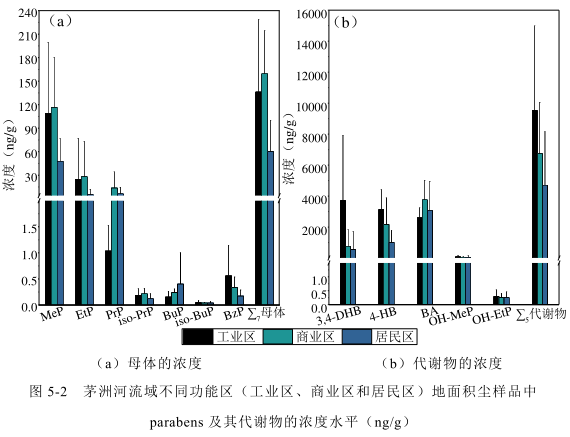 (a)
240
210
180
150
120
90
60
30
1.5
1.0
0.5
0.0
浓度（ng/g）
MeP
EtP
PrP
iso-PrP
BuP
iso-BuP
BzP
∑₇母体
(b)
16000
14000
12000
10000
8000
6000
4000
2000
1.0
0.5
0.0
浓度（ng/g）
3,4-DHB
4-HB
BA
OH-MeP
OH-EtP
∑₅代谢物
工业区 商业区 居民区
（a）母体的浓度 （b）代谢物的浓度
图 5-2 茅洲河流域不同功能区（工业区、商业区和居民区）地面积尘样品中
parabens 及其代谢物的浓度水平（ng/g）